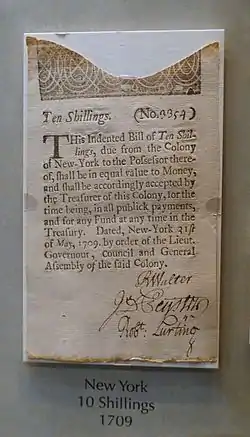 Ten Shillings. (No. 3354)
THis Indented Bill of Ten Shil-
lings, due from the Colony
of New-York to the Possessor there-
of, shall be in equal value to Money,
and shall be accordingly accepted by
the Treasurer of this Colony, for the
time being, in all publick payments,
and for any Fund at any time in the
Treasury. Dated, New-York 31st
of May, 1709. by order of the Lieut.
Governour, Council and General
Assembly of the said Colony.
R Walter
J D Peyster
Robt. Lurting
New York
10 Shillings
1709